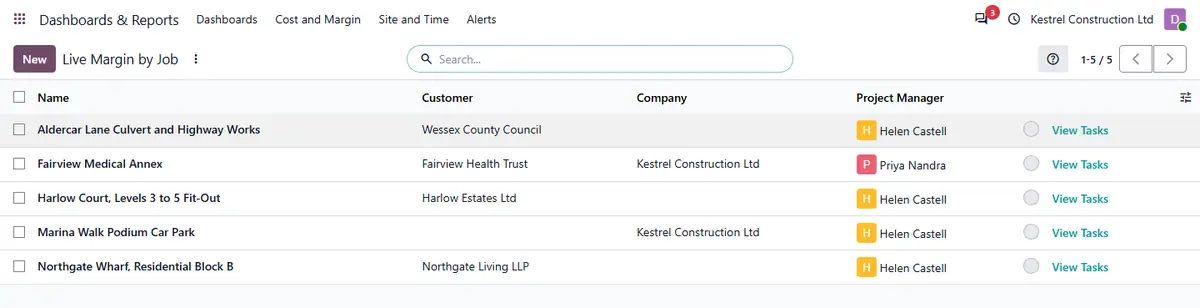 Dashboards & Reports Dashboards Cost and Margin Site and Time Alerts 3 Kestrel Construction Ltd D
New Live Margin by Job Search... 1-5 / 5
Name Customer Company Project Manager
Aldercar Lane Culvert and Highway Works Wessex County Council H Helen Castell View Tasks
Fairview Medical Annex Fairview Health Trust Kestrel Construction Ltd P Priya Nandra View Tasks
Harlow Court, Levels 3 to 5 Fit-Out Harlow Estates Ltd H Helen Castell View Tasks
Marina Walk Podium Car Park Kestrel Construction Ltd H Helen Castell View Tasks
Northgate Wharf, Residential Block B Northgate Living LLP H Helen Castell View Tasks